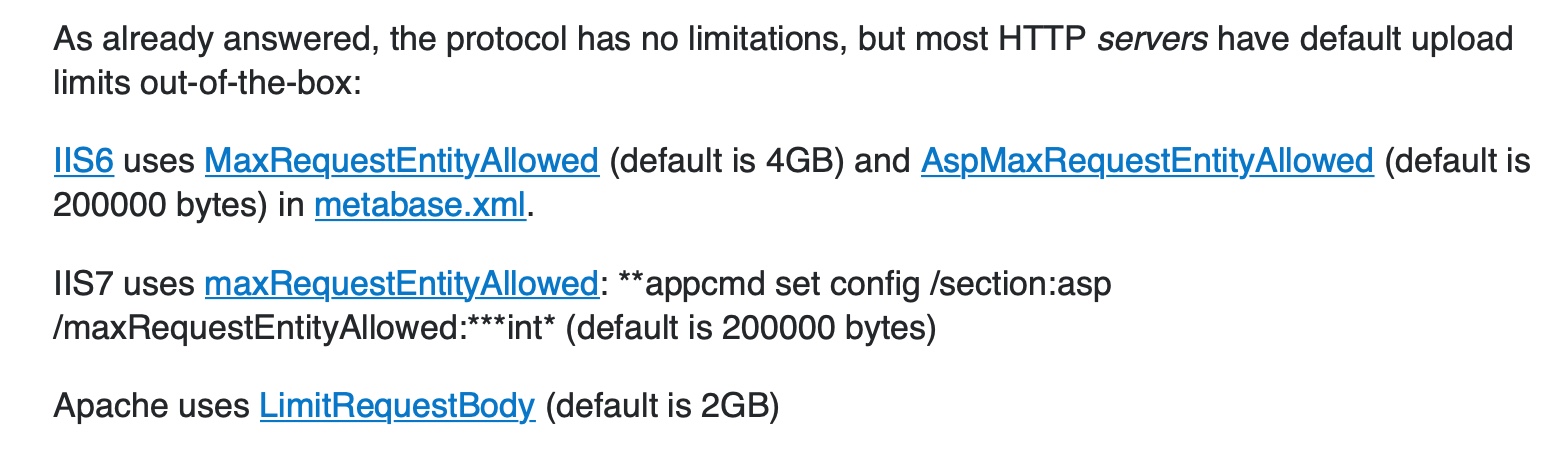 As already answered, the protocol has no limitations, but most HTTP servers have default upload
limits out-of-the-box:
IIS6 uses MaxRequestEntityAllowed (default is 4GB) and AspMaxRequestEntityAllowed (default is
200000 bytes) in metabase.xml.
IIS7 uses maxRequestEntityAllowed: **appcmd set config /section:asp
/maxRequestEntityAllowed:***int* (default is 200000 bytes)
Apache uses LimitRequestBody (default is 2GB)